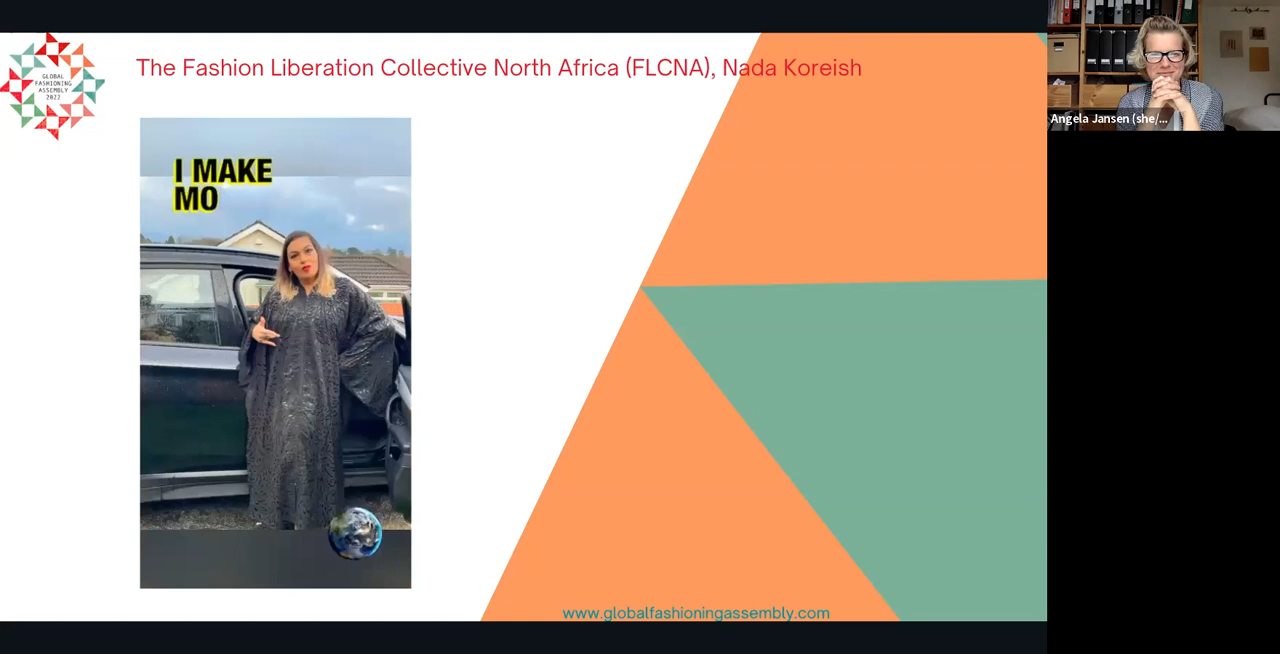 The Fashion Liberation Collective North Africa (FLCNA), Nada Koreish
GLOBAL
FASHIONING
ASSEMBLY
2022
I MAKE
MO
Angela Jansen (she/...
www.globalfashioningassembly.com